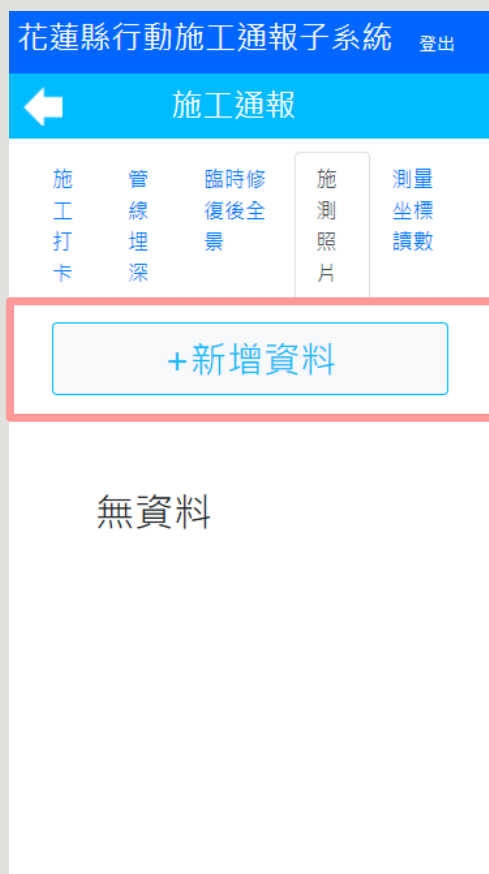 花蓮縣行動施工通報子系統 登出
施工通報
施工打卡
管線埋深
臨時修復後全景
施測照片
測量坐標讀數
+新增資料
無資料